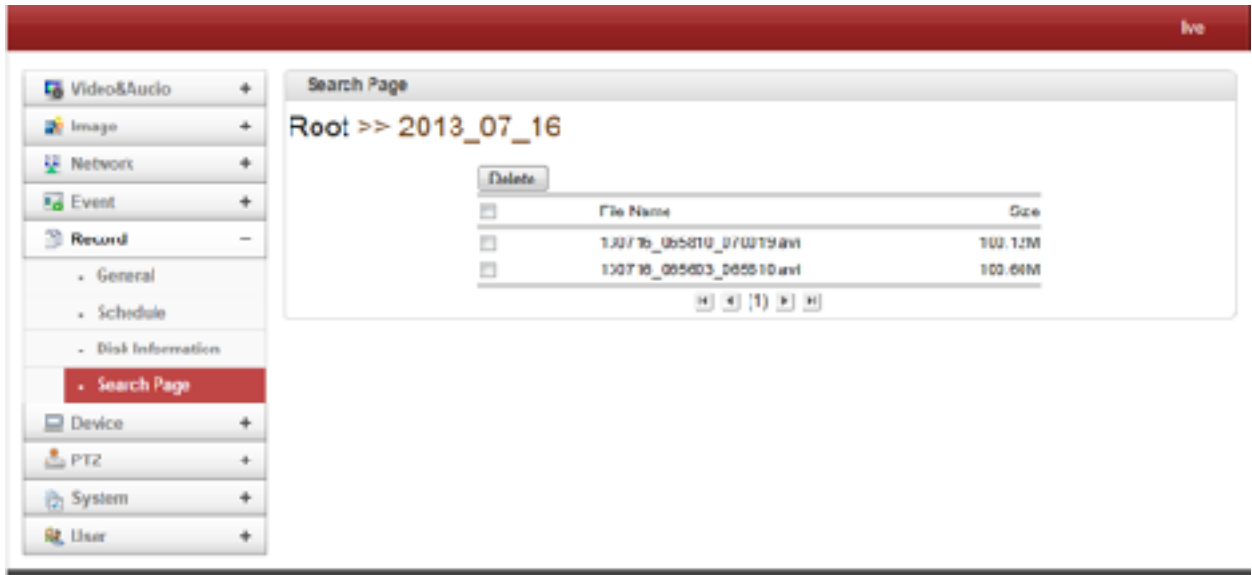 live
Video&Audio +
Image +
Network +
Event +
Record −
General
Schedule
Disk Information
Search Page
Device +
PTZ +
System +
User +
Search Page
Root >> 2013_07_16
Delete
File Name Size
(1)